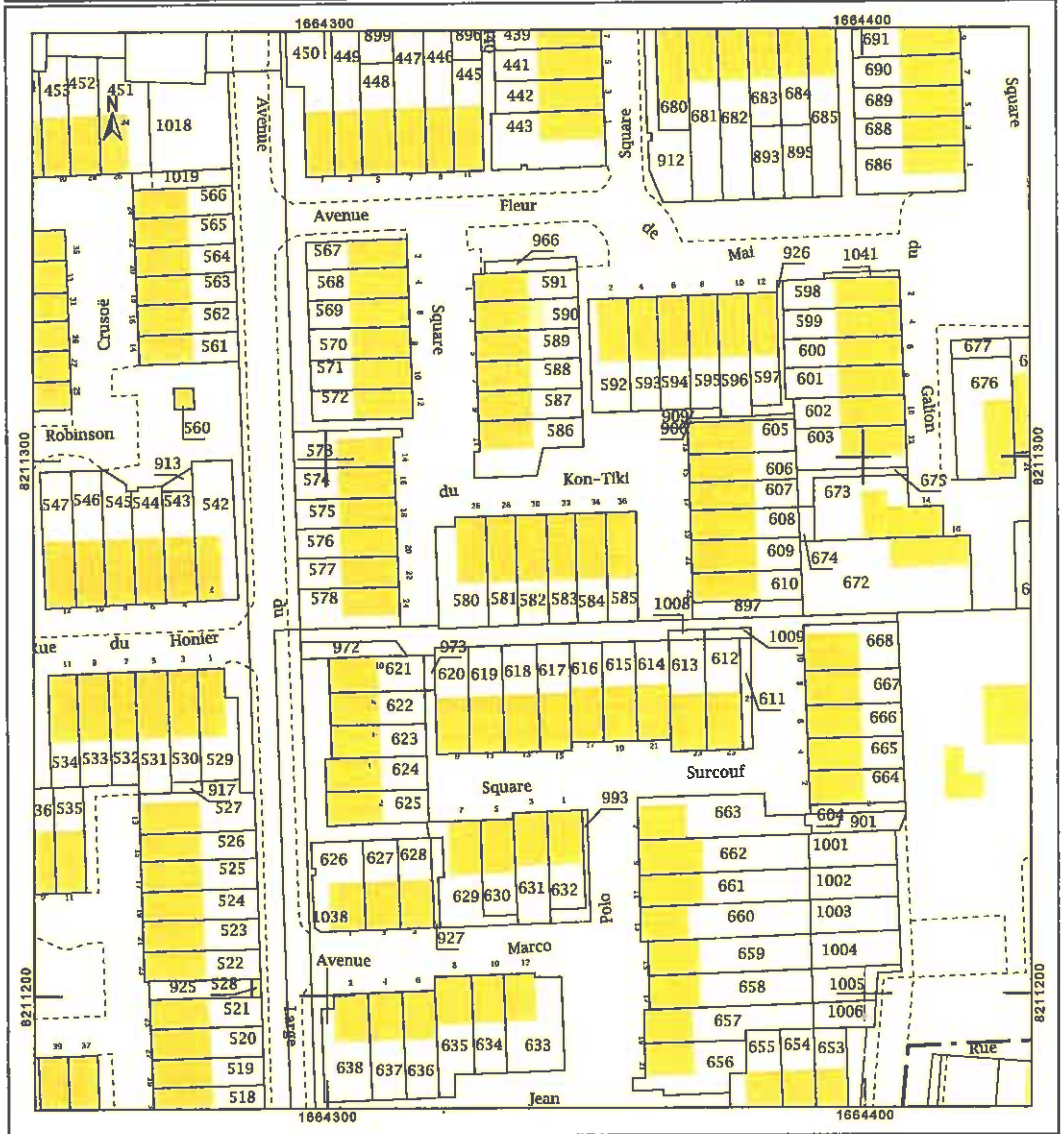 1664300 1664400
450 449 899 447 446 896 439 691
453 452 451 448 445 441 690
N
442 680 681 682 683 684 685 689
1018 443 688
Avenue Square Square
912 893 895 686
1019
566
Avenue Fleur de Mai du
565
564 567 966 926 1041
563 568 591 598
562 569 590 599
561 570 589 600
Crusoë Square Galion
571 588 592 593 594 595 596 597 601
572 587 602 677
560 586 676
Robinson 909 605 603
913 573 606 675
8211300 8211300
547 546 545 544 543 542 574 du Kon-Tiki 607 673
575 608
576 609 674
577 580 581 582 583 584 585 610 672
578 897
1008 1009
du Honier du
972 973 621 620 619 618 617 616 615 614 613 612 668
622 611 667
623 666
534 533 532 531 530 529 624 665
Square Surcouf
917 625 664
535 527 993 663 604 901
526 626 627 628 662 1001
525 629 630 631 632 661 1002
524 1038 660 1003
523 927 659 1004
Avenue Marco Polo
522 658 1005
925 528
8211200 8211200
521 657 1006
Large
520 638 637 636 635 634 633 656 655 654 653
519
518
Rue
Jean
1664300 1664400